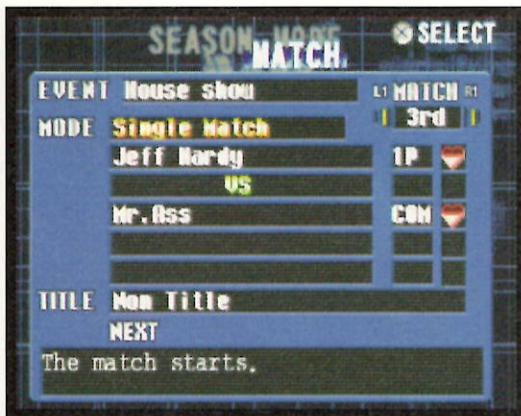 SEASON MODE
MATCH
SELECT
EVENT House show
L1 MATCH R1
3rd
MODE Single Match
Jeff Hardy 1P
VS
Mr.Ass COM
TITLE Non Title
NEXT
The match starts.